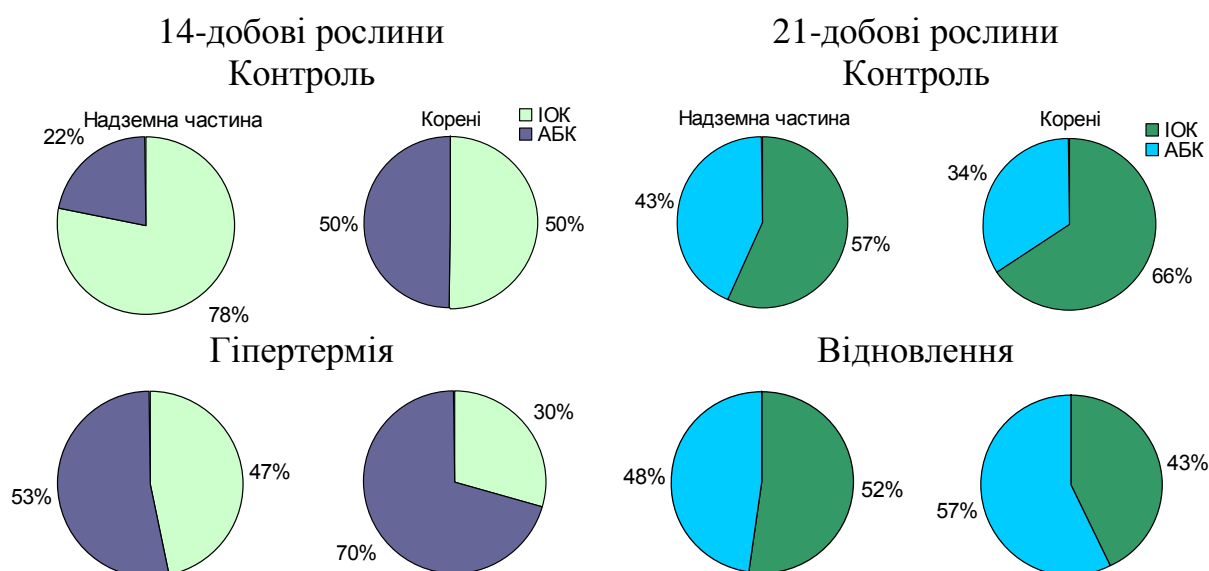 14-добові рослини
Контроль
Надземна частина
Корені
ІОК
АБК
22%
78%
50%
50%
Гіпертермія
53%
47%
30%
70%
21-добові рослини
Контроль
Надземна частина
Корені
ІОК
АБК
43%
57%
34%
66%
Відновлення
48%
52%
57%
43%